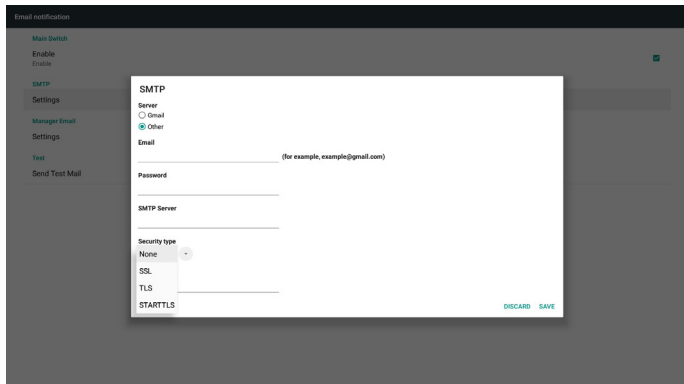 Email notification
Main Switch
Enable
Enable
SMTP
Settings
Manager Email
Settings
Test
Send Test Mail
SMTP
Server
Gmail
Other
Email
(for example, example@gmail.com)
Password
SMTP Server
Security type
None
SSL
TLS
STARTTLS
DISCARD SAVE